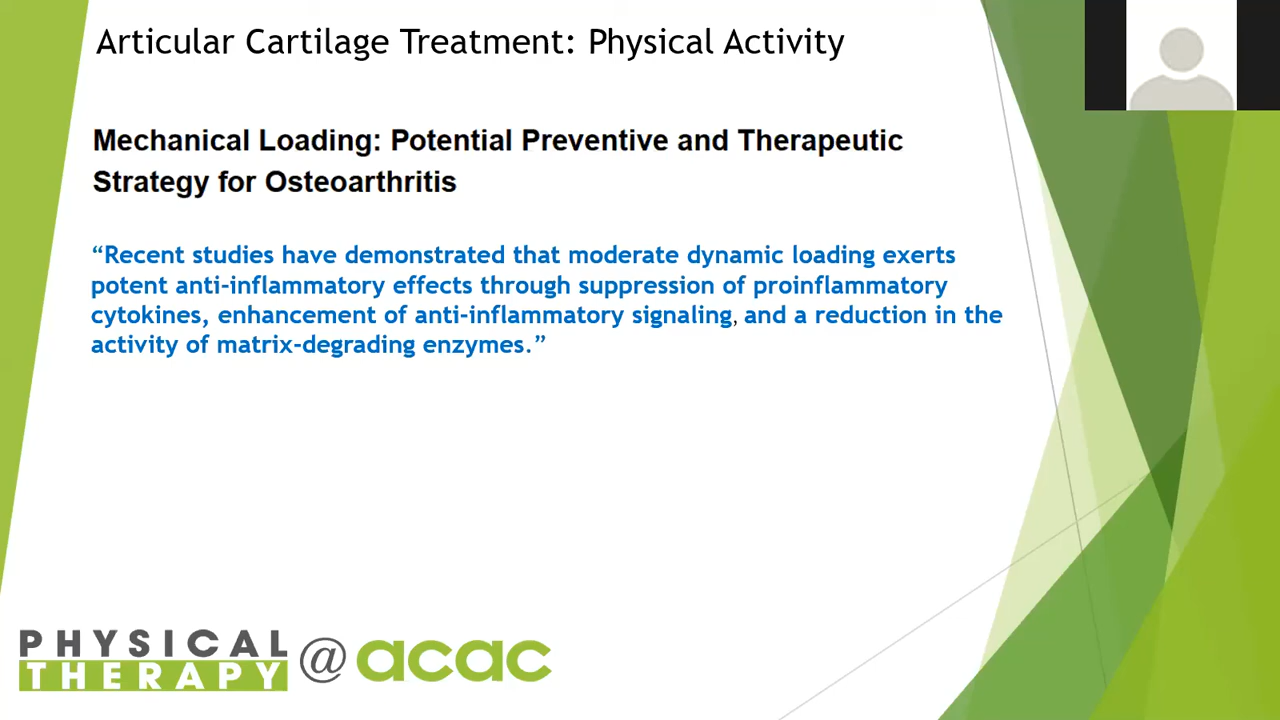 Articular Cartilage Treatment: Physical Activity
Mechanical Loading: Potential Preventive and Therapeutic
Strategy for Osteoarthritis
“Recent studies have demonstrated that moderate dynamic loading exerts
potent anti-inflammatory effects through suppression of proinflammatory
cytokines, enhancement of anti-inflammatory signaling, and a reduction in the
activity of matrix-degrading enzymes.”
PHYSICAL
THERAPY
@acac